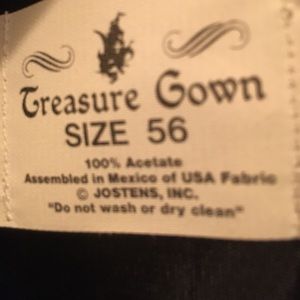 Treasure Gown
SIZE 56
100% Acetate
Assembled in Mexico of USA Fabric
© JOSTENS, INC.
"Do not wash or dry clean"